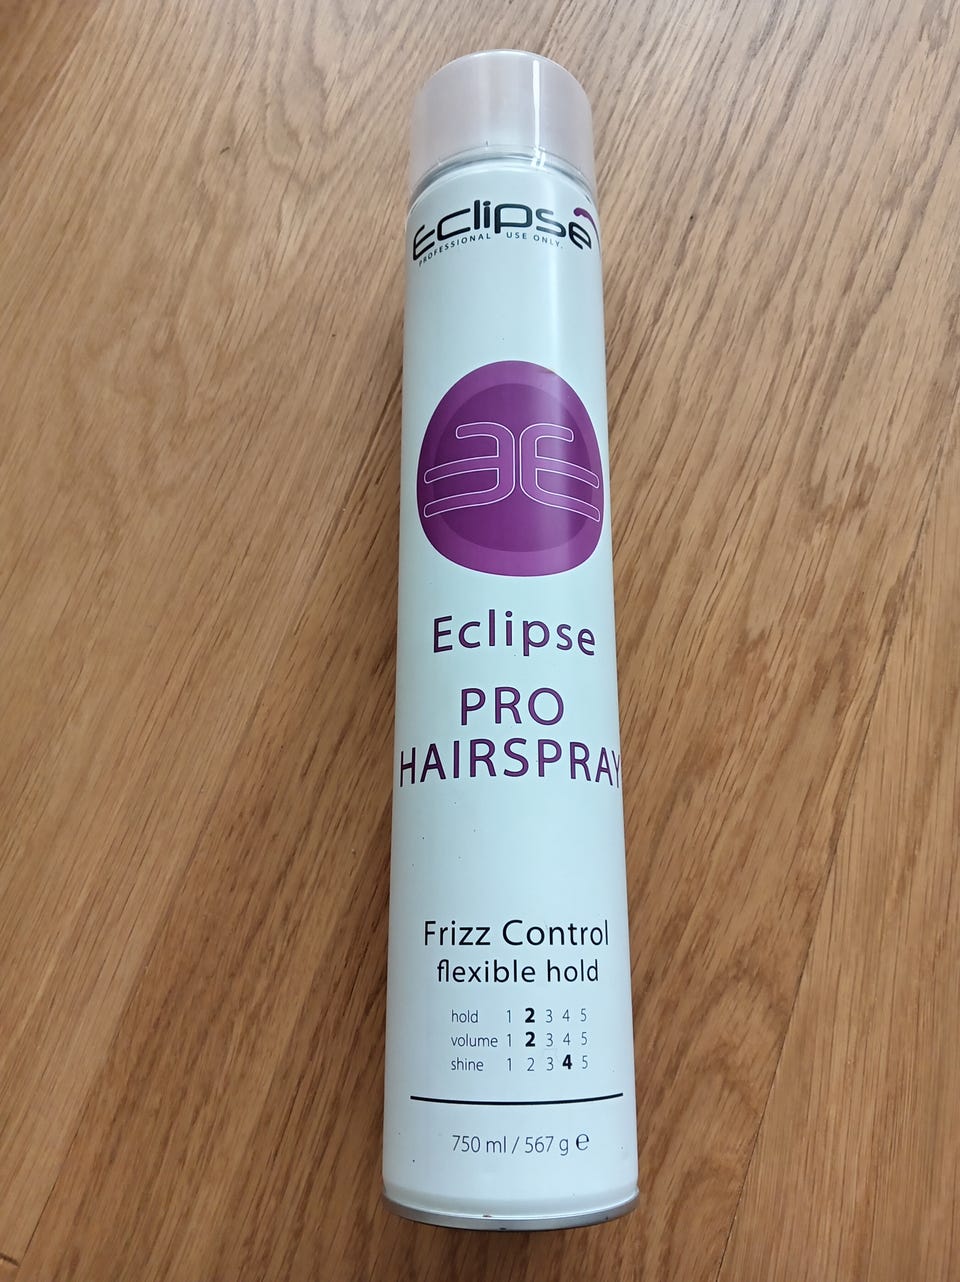 Eclipse
PROFESSIONAL USE ONLY.
Eclipse
PRO
HAIRSPRAY
Frizz Control
flexible hold
hold 1 2 3 4 5
volume 1 2 3 4 5
shine 1 2 3 4 5
750 ml / 567 g ℮